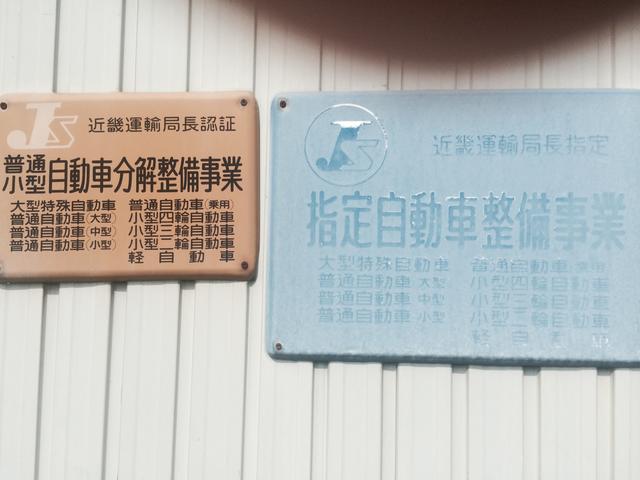 JS
近畿運輸局長認証
普通
小型
自動車分解整備事業
大型特殊自動車 普通自動車(乗用)
普通自動車(大型) 小型四輪自動車
普通自動車(中型) 小型三輪自動車
普通自動車(小型) 小型二輪自動車
軽自動車
JS
近畿運輸局長指定
指定自動車整備事業
大型特殊自動車 普通自動車(乗用)
普通自動車 大型 小型四輪自動車
普通自動車 中型 小型三輪自動車
普通自動車 小型 小型二輪自動車
軽自動車